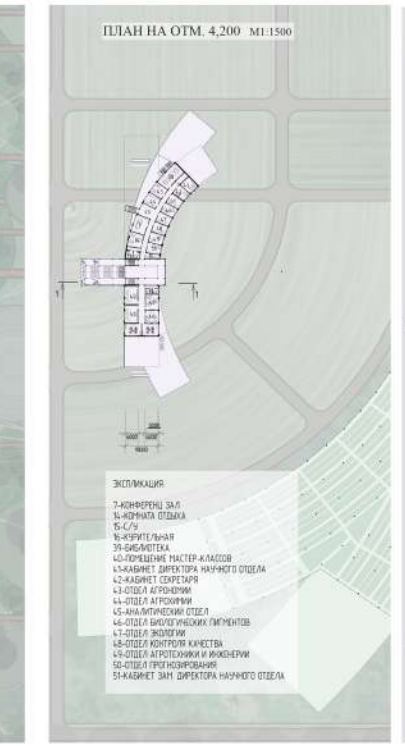 ПЛАН НА ОТМ. 4,200 М1:1500
1
1
ЭКСПЛИКАЦИЯ:
7-КОНФЕРЕНЦ ЗАЛ
14-КОМНАТА ОТДЫХА
15-С/У
16-КУРИТЕЛЬНАЯ
39-БИБЛИОТЕКА
40-ПОМЕЩЕНИЕ МАСТЕР-КЛАССОВ
41-КАБИНЕТ ДИРЕКТОРА НАУЧНОГО ОТДЕЛА
42-КАБИНЕТ СЕКРЕТАРЯ
43-ОТДЕЛ АГРОНОМИИ
44-ОТДЕЛ АГРОХИМИИ
45-АНАЛИТИЧЕСКИЙ ОТДЕЛ
46-ОТДЕЛ БИОЛОГИЧЕСКИХ ПИГМЕНТОВ
47-ОТДЕЛ ЭКОЛОГИИ
48-ОТДЕЛ КОНТРОЛЯ КАЧЕСТВА
49-ОТДЕЛ АГРОТЕХНИКИ И ИНЖЕНЕРИИ
50-ОТДЕЛ ПРОГНОЗИРОВАНИЯ
51-КАБИНЕТ ЗАМ. ДИРЕКТОРА НАУЧНОГО ОТДЕЛА